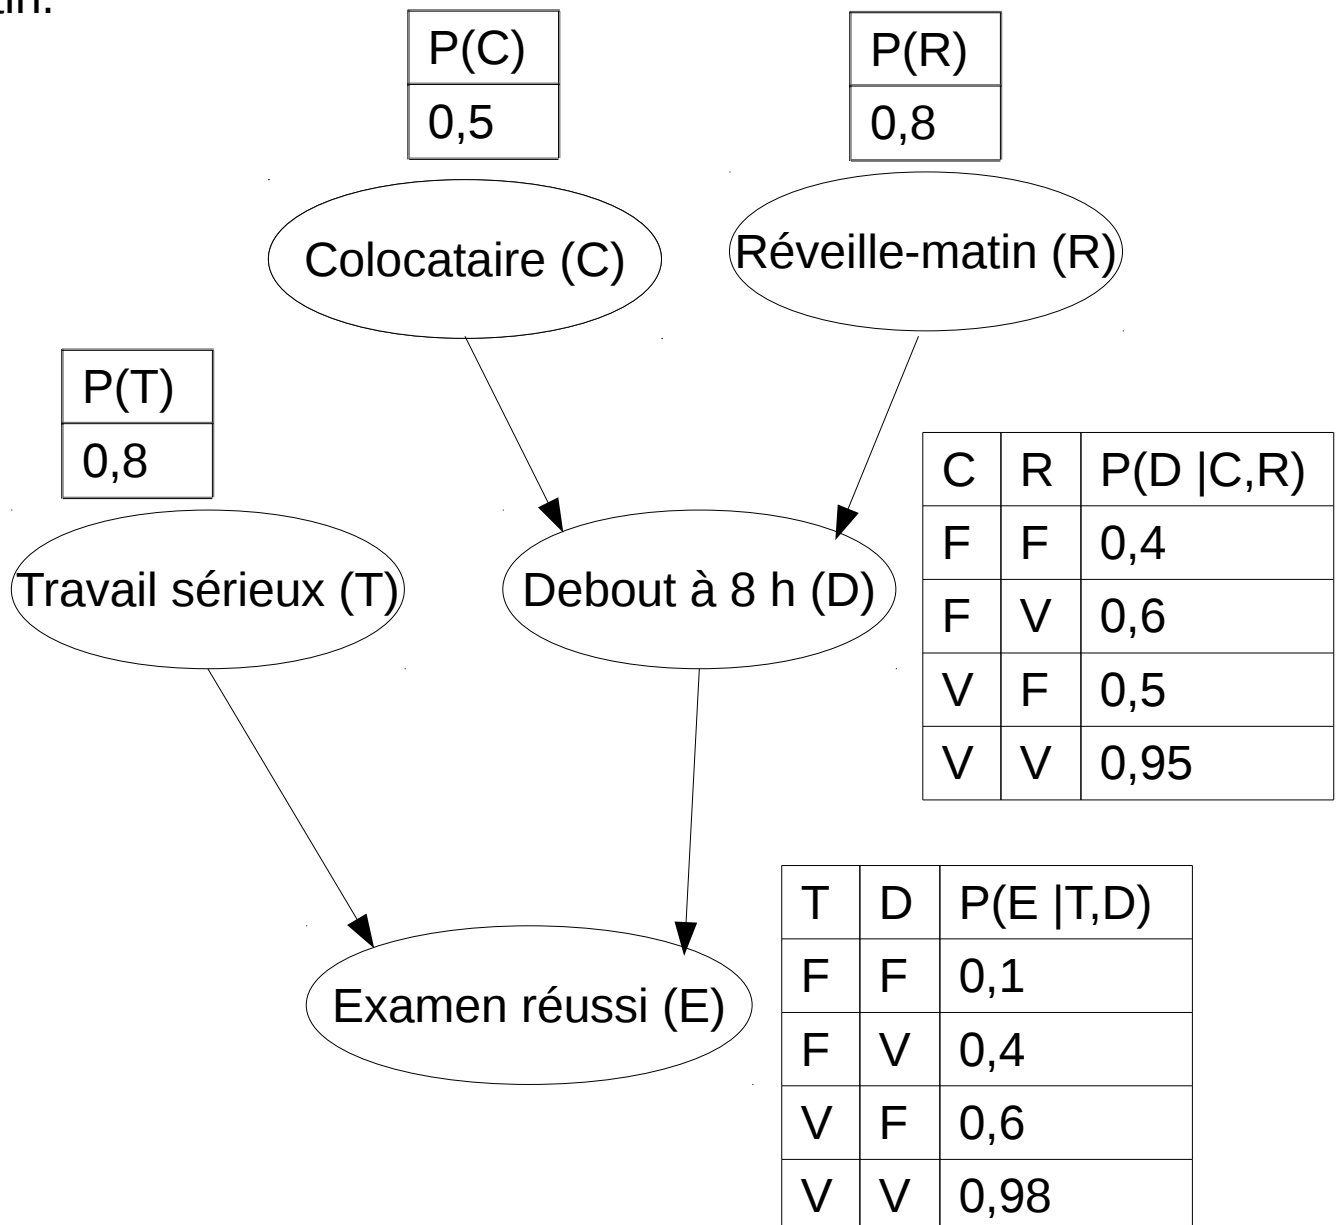 P(C)
0,5
P(R)
0,8
Colocataire (C)
Réveille-matin (R)
P(T)
0,8
Travail sérieux (T)
Debout à 8 h (D)
C R P(D |C,R)
F F 0,4
F V 0,6
V F 0,5
V V 0,95
Examen réussi (E)
T D P(E |T,D)
F F 0,1
F V 0,4
V F 0,6
V V 0,98